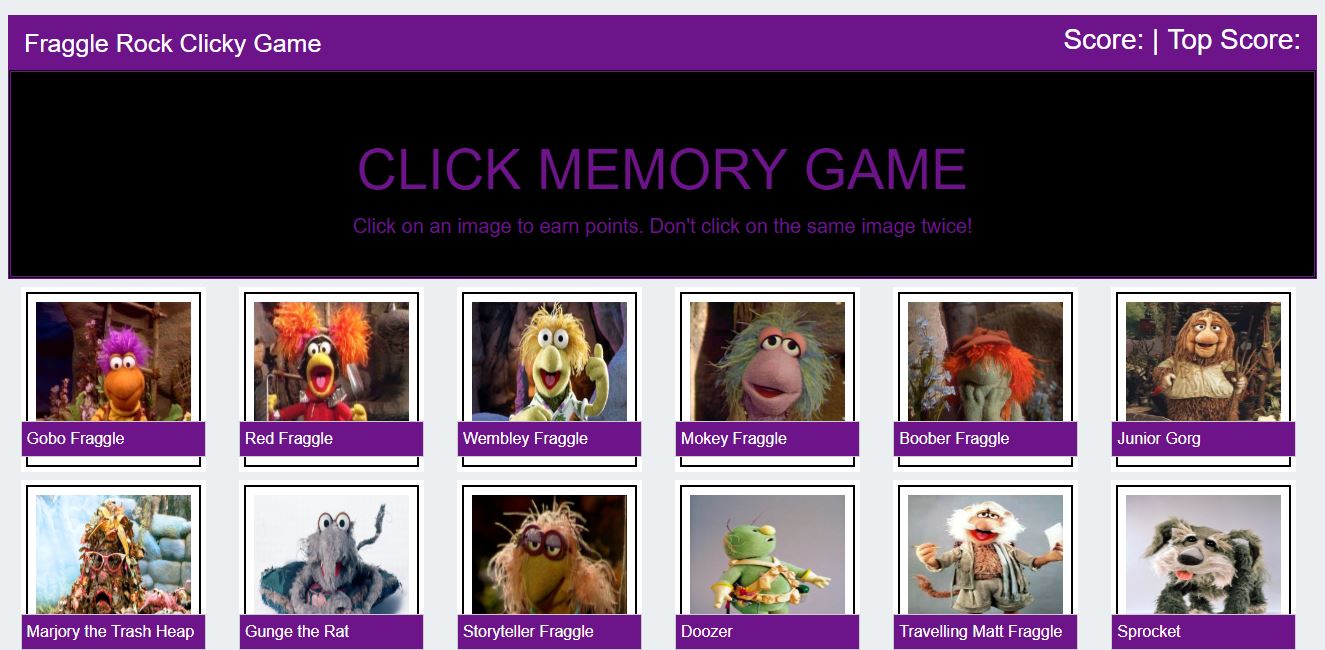 Fraggle Rock Clicky Game
Score: | Top Score:
CLICK MEMORY GAME
Click on an image to earn points. Don't click on the same image twice!
Gobo Fraggle
Red Fraggle
Wembley Fraggle
Mokey Fraggle
Boober Fraggle
Junior Gorg
Marjory the Trash Heap
Gunge the Rat
Storyteller Fraggle
Doozer
Travelling Matt Fraggle
Sprocket